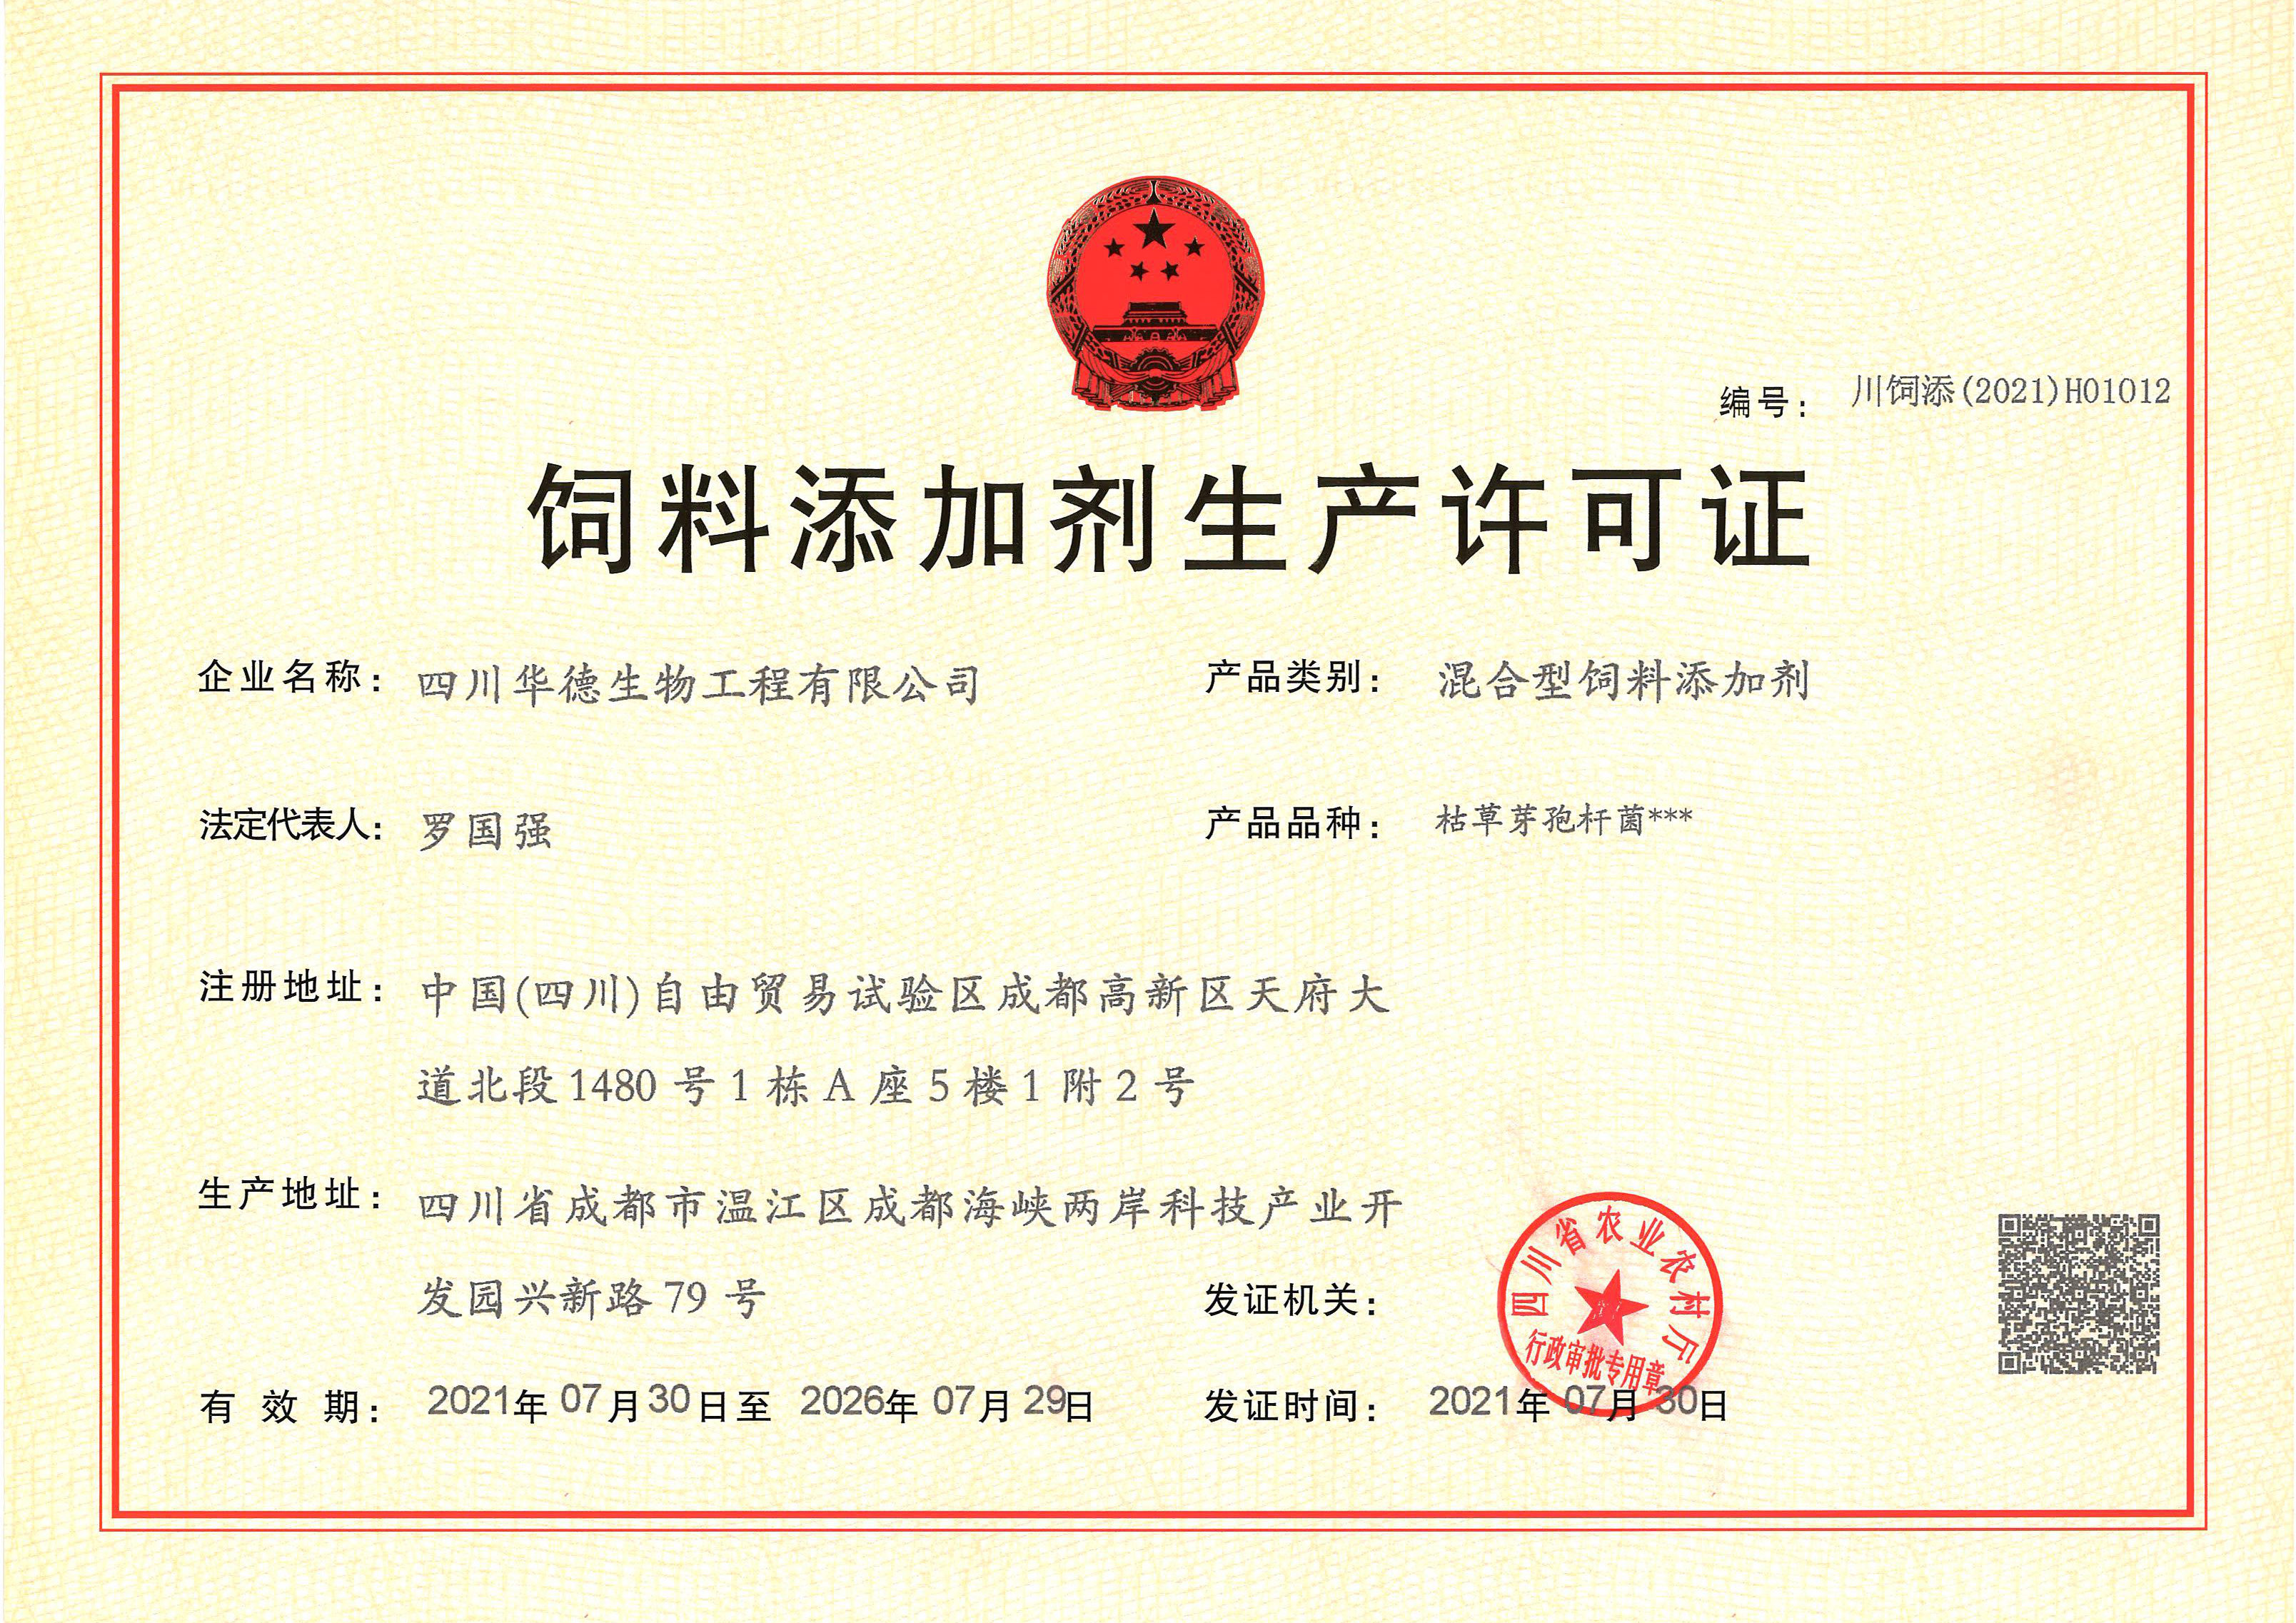 编号： 川饲添(2021)H01012
饲料添加剂生产许可证
企业名称： 四川华德生物工程有限公司
产品类别： 混合型饲料添加剂
法定代表人： 罗国强
产品品种： 枯草芽孢杆菌***
注册地址： 中国(四川)自由贸易试验区成都高新区天府大
道北段1480号1栋A座5楼1附2号
生产地址： 四川省成都市温江区成都海峡两岸科技产业开
发园兴新路79号
发证机关：
四川省农业农村厅
行政审批专用章
有效期： 2021年07月30日至 2026年07月29日
发证时间： 2021年07月30日